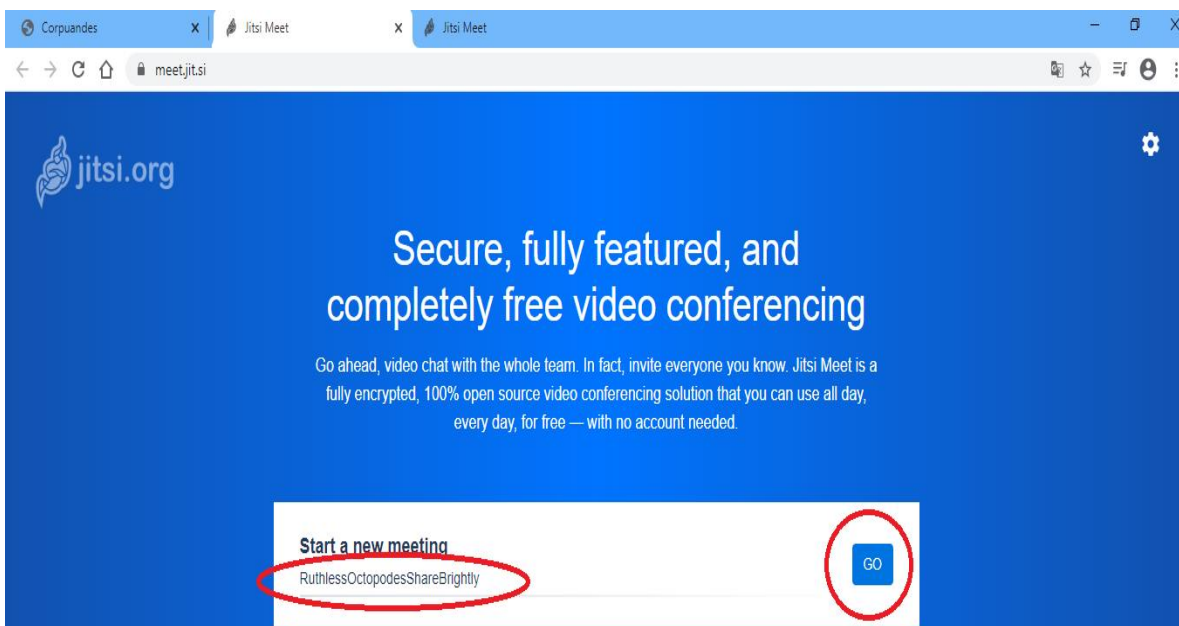 Corpuandes
Jitsi Meet
Jitsi Meet
meet.jit.si
jitsi.org
Secure, fully featured, and
completely free video conferencing
Go ahead, video chat with the whole team. In fact, invite everyone you know. Jitsi Meet is a
fully encrypted, 100% open source video conferencing solution that you can use all day,
every day, for free — with no account needed.
Start a new meeting
RuthlessOctopodesShareBrightly
GO